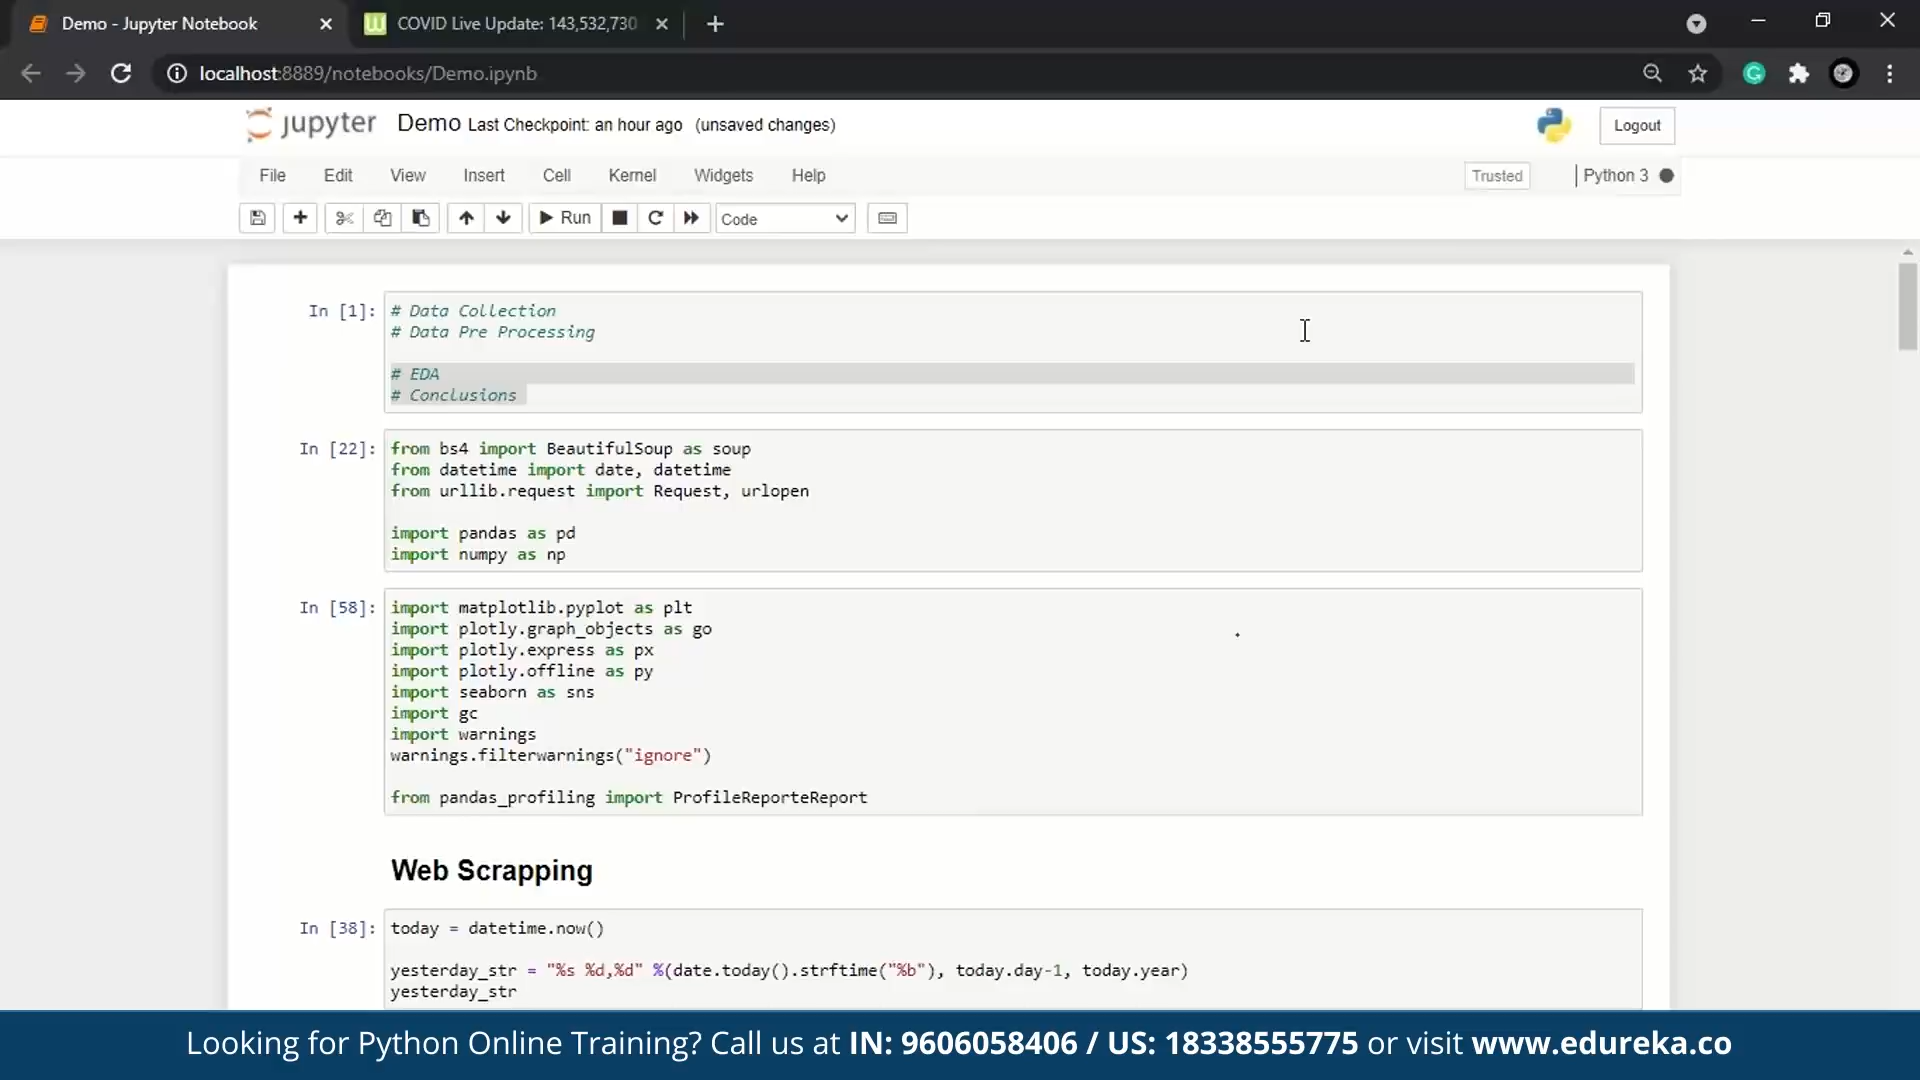 Demo - Jupyter Notebook
COVID Live Update: 143,532,730
localhost:8889/notebooks/Demo.ipynb
jupyter Demo Last Checkpoint: an hour ago (unsaved changes)
Logout
File Edit View Insert Cell Kernel Widgets Help
Trusted
Python 3
Run
Code
In [1]:
# Data Collection
# Data Pre Processing
# EDA
# Conclusions
In [22]:
from bs4 import BeautifulSoup as soup
from datetime import date, datetime
from urllib.request import Request, urlopen
import pandas as pd
import numpy as np
In [58]:
import matplotlib.pyplot as plt
import plotly.graph_objects as go
import plotly.express as px
import plotly.offline as py
import seaborn as sns
import gc
import warnings
warnings.filterwarnings("ignore")
from pandas_profiling import ProfileReporteReport
Web Scrapping
In [38]:
today = datetime.now()
yesterday_str = "%s %d,%d" %(date.today().strftime("%b"), today.day-1, today.year)
yesterday_str
Looking for Python Online Training? Call us at IN: 9606058406 / US: 18338555775 or visit www.edureka.co